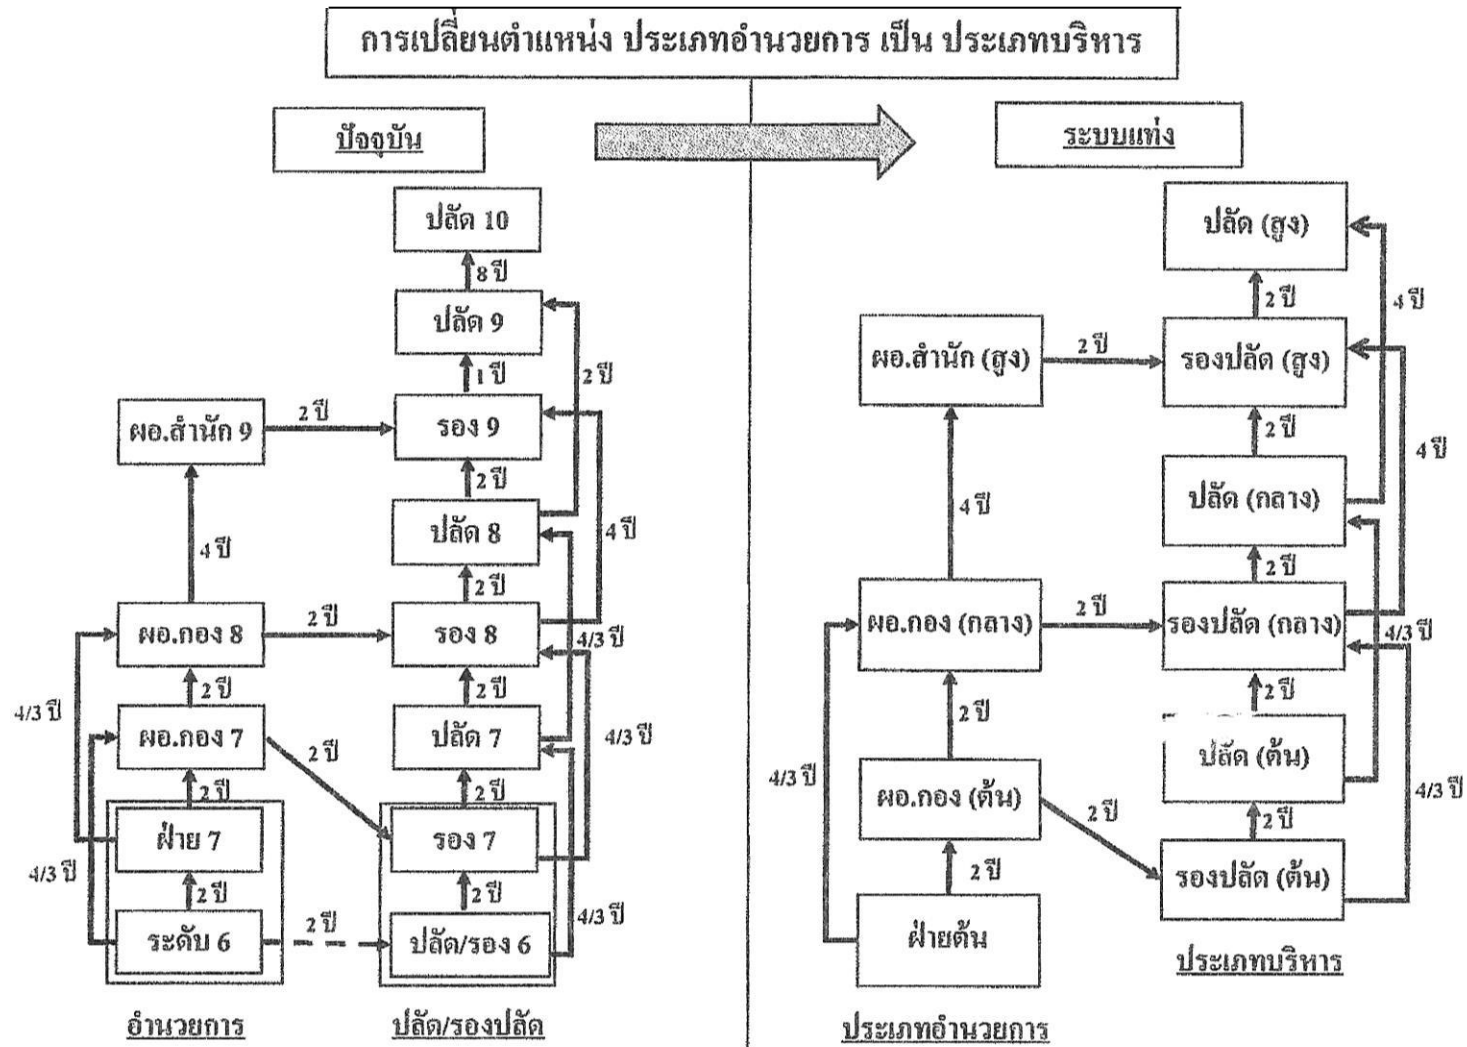 การเปลี่ยนตำแหน่ง ประเภทอำนวยการ เป็น ประเภทบริหาร
ปัจจุบัน
ระบบแท่ง
ปลัด 10
8 ปี
ปลัด 9
1 ปี
2 ปี
ผอ.สำนัก 9
2 ปี
รอง 9
2 ปี
ปลัด 8
4 ปี
4 ปี
2 ปี
ผอ.กอง 8
2 ปี
รอง 8
4/3 ปี
2 ปี
2 ปี
4/3 ปี
ผอ.กอง 7
2 ปี
ปลัด 7
4/3 ปี
2 ปี
2 ปี
ฝ่าย 7
รอง 7
4/3 ปี
2 ปี
2 ปี
4/3 ปี
ระดับ 6
2 ปี
ปลัด/รอง 6
อำนวยการ
ปลัด/รองปลัด
ปลัด (สูง)
2 ปี
4 ปี
ผอ.สำนัก (สูง)
2 ปี
รองปลัด (สูง)
2 ปี
4 ปี
ปลัด (กลาง)
4 ปี
2 ปี
ผอ.กอง (กลาง)
2 ปี
รองปลัด (กลาง)
4/3 ปี
2 ปี
2 ปี
ปลัด (ต้น)
4/3 ปี
ผอ.กอง (ต้น)
2 ปี
4/3 ปี
2 ปี
2 ปี
รองปลัด (ต้น)
ฝ่ายต้น
ประเภทบริหาร
ประเภทอำนวยการ